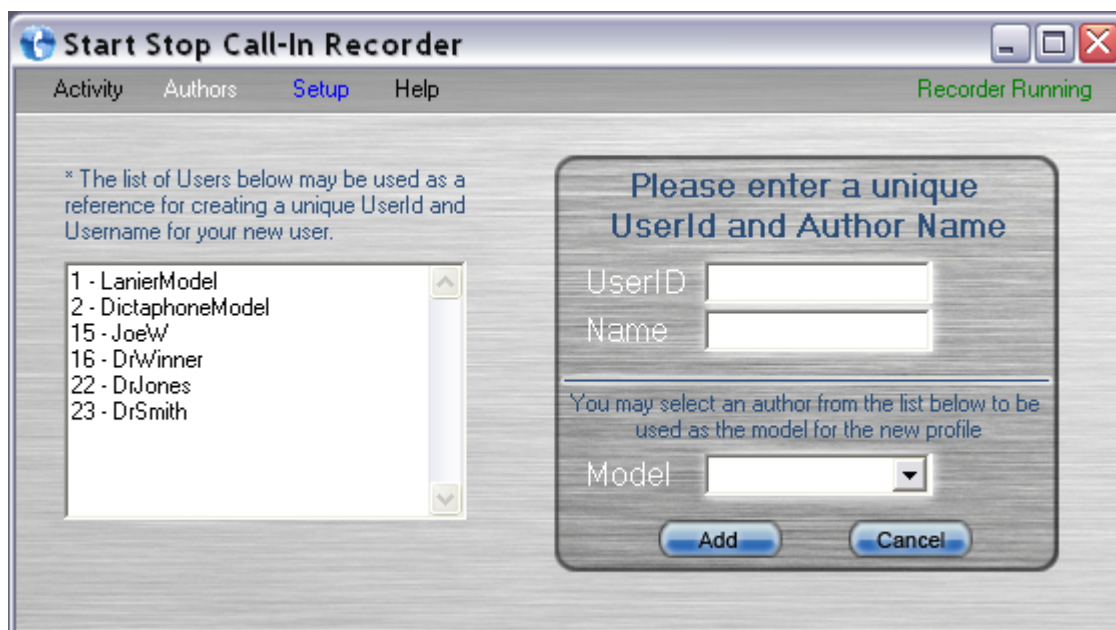 Start Stop Call-In Recorder
Activity Authors Setup Help Recorder Running
* The list of Users below may be used as a
reference for creating a unique UserId and
Username for your new user.
1 - LanierModel
2 - DictaphoneModel
15 - JoeW
16 - DrWinner
22 - DrJones
23 - DrSmith
Please enter a unique
UserId and Author Name
UserID
Name
You may select an author from the list below to be
used as the model for the new profile
Model
Add Cancel